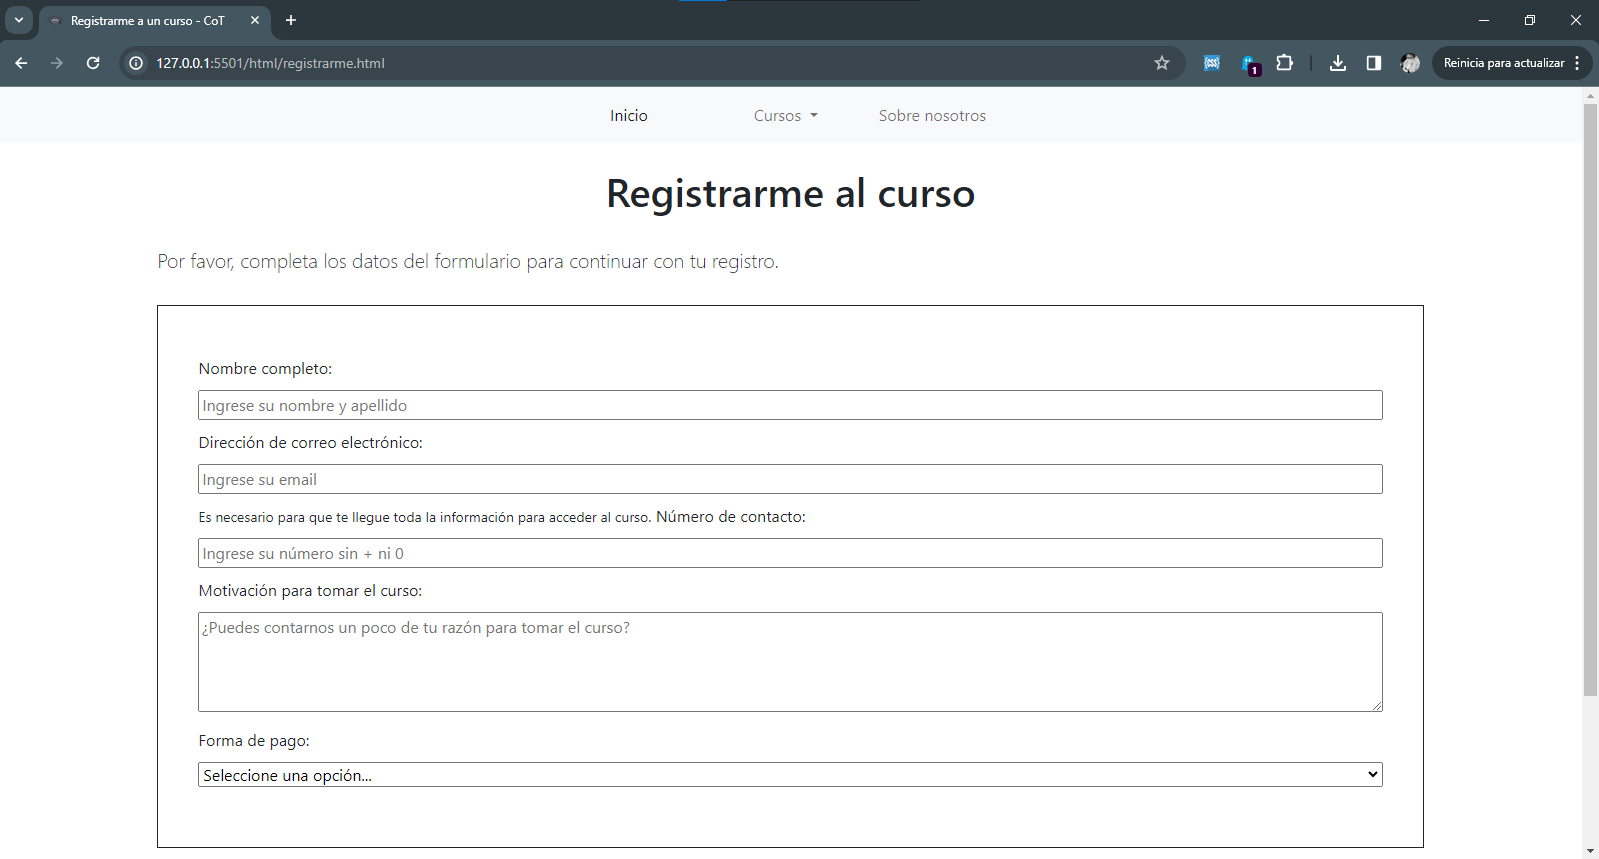 Registrarme a un curso - CoT
127.0.0.1:5501/html/registrarme.html
1
Reinicia para actualizar
Inicio Cursos Sobre nosotros
Registrarme al curso
Por favor, completa los datos del formulario para continuar con tu registro.
Nombre completo:
Ingrese su nombre y apellido
Dirección de correo electrónico:
Ingrese su email
Es necesario para que te llegue toda la información para acceder al curso. Número de contacto:
Ingrese su número sin + ni 0
Motivación para tomar el curso:
¿Puedes contarnos un poco de tu razón para tomar el curso?
Forma de pago:
Seleccione una opción...